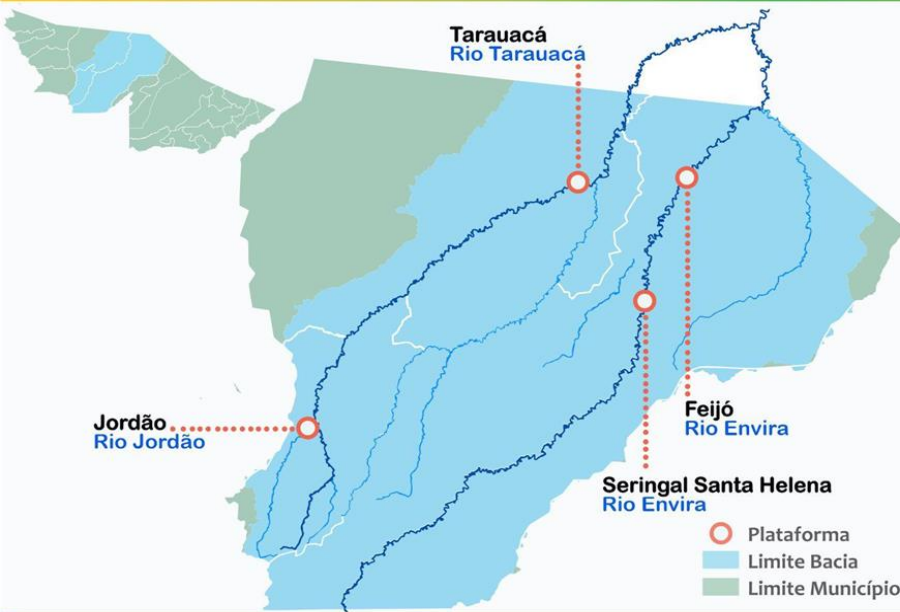 Tarauacá
Rio Tarauacá
Jordão
Rio Jordão
Feijó
Rio Envira
Seringal Santa Helena
Rio Envira
Plataforma
Limite Bacia
Limite Município